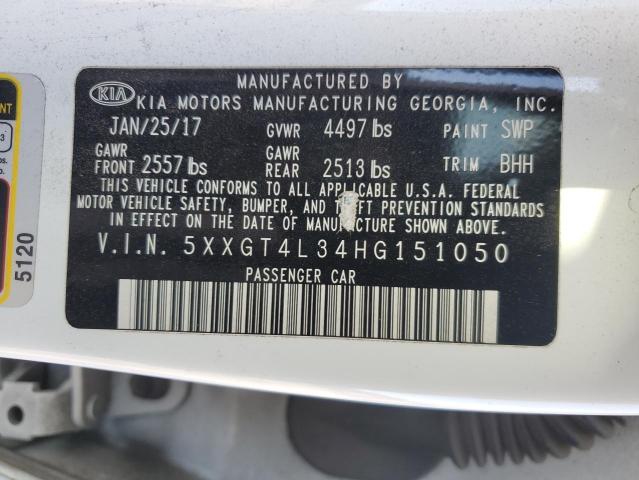 MANUFACTURED BY
KIA KIA MOTORS MANUFACTURING GEORGIA, INC.
JAN/25/17 GVWR 4497 lbs PAINT SWP
GAWR FRONT 2557 lbs GAWR REAR 2513 lbs TRIM BHH
THIS VEHICLE CONFORMS TO ALL APPLICABLE U.S.A. FEDERAL
MOTOR VEHICLE SAFETY, BUMPER, AND THEFT PREVENTION STANDARDS
IN EFFECT ON THE DATE OF MANUFACTURE SHOWN ABOVE.
V.I.N. 5XXGT4L34HG151050
PASSENGER CAR
5120